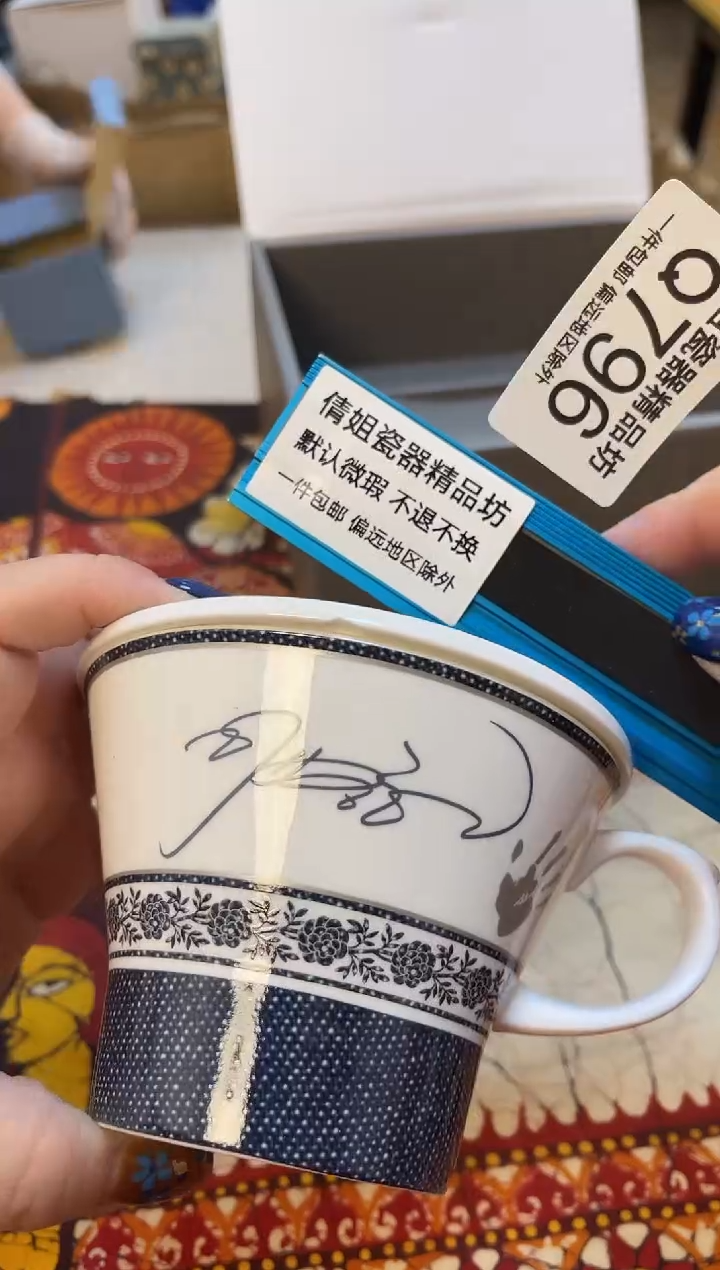 倩姐瓷器精品坊
默认微瑕 不退不换
一件包邮 偏远地区除外
瓷器精品坊
Q796
一件包邮 偏远地区除外